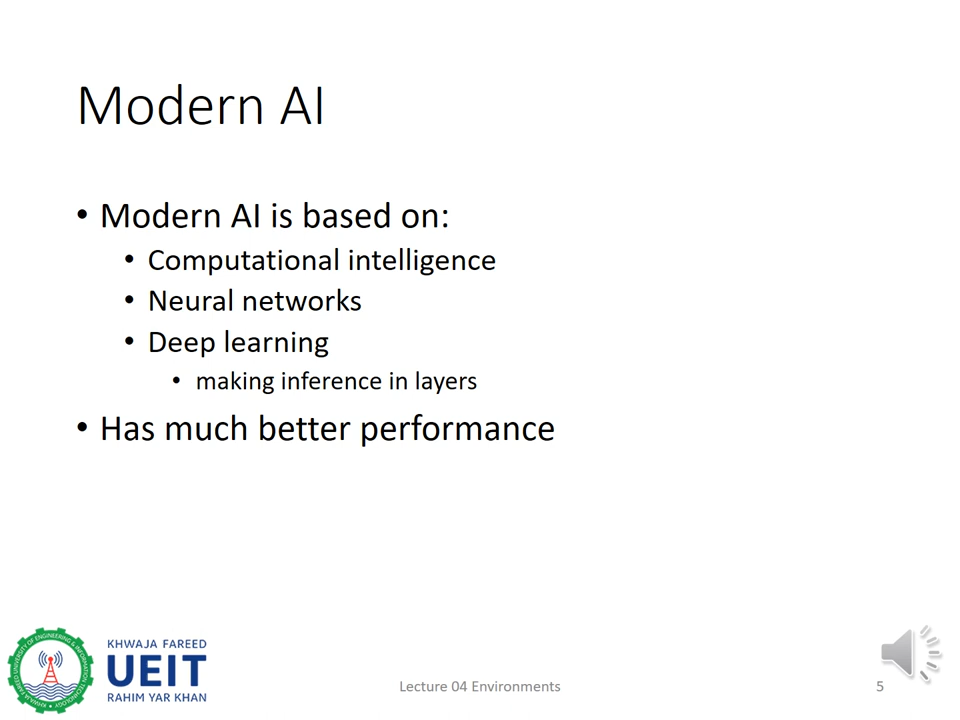 Modern AI
• Modern AI is based on:
• Computational intelligence
• Neural networks
• Deep learning
• making inference in layers
• Has much better performance
KHWAJA FAREED
UEIT
RAHIM YAR KHAN
Lecture 04 Environments
5